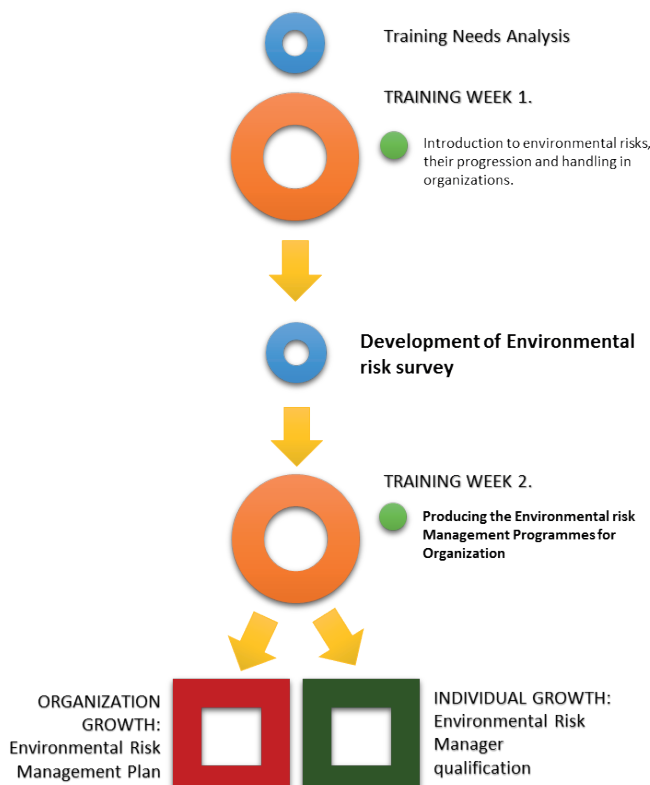 Training Needs Analysis
TRAINING WEEK 1.
Introduction to environmental risks,
their progression and handling in
organizations.
Development of Environmental
risk survey
TRAINING WEEK 2.
Producing the Environmental risk
Management Programmes for
Organization
ORGANIZATION
GROWTH:
Environmental Risk
Management Plan
INDIVIDUAL GROWTH:
Environmental Risk
Manager
qualification